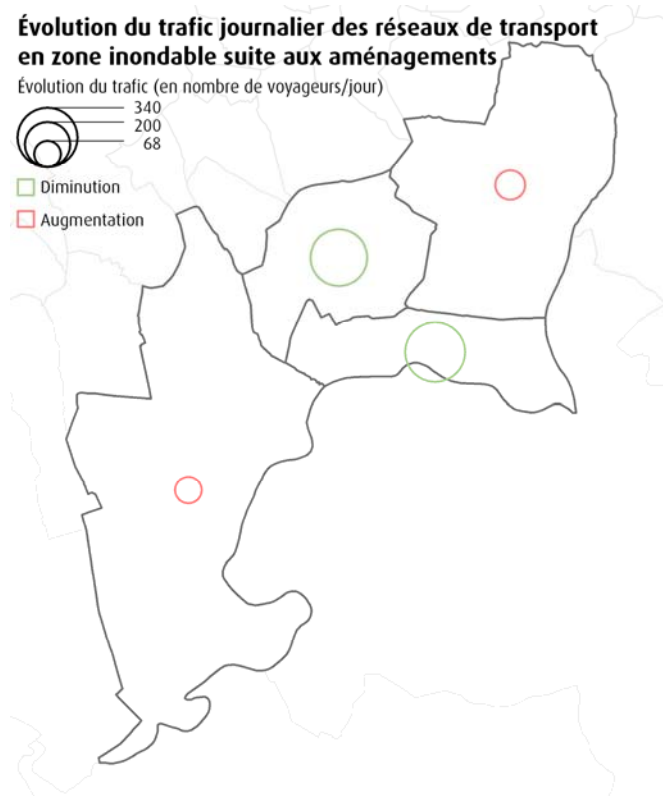 Évolution du trafic journalier des réseaux de transport
en zone inondable suite aux aménagements
Évolution du trafic (en nombre de voyageurs/jour)
340
200
68
Diminution
Augmentation